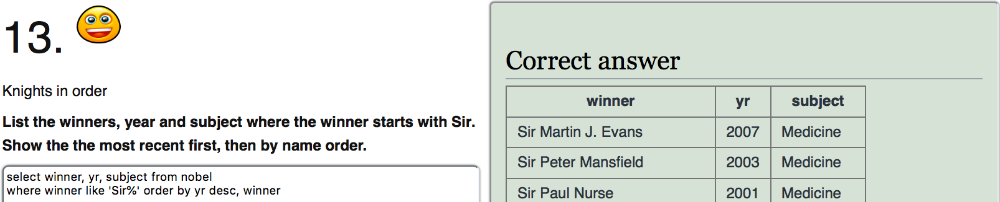 13.
Knights in order
List the winners, year and subject where the winner starts with Sir.
Show the the most recent first, then by name order.
select winner, yr, subject from nobel
where winner like 'Sir%' order by yr desc, winner
Correct answer
winner yr subject
Sir Martin J. Evans 2007 Medicine
Sir Peter Mansfield 2003 Medicine
Sir Paul Nurse 2001 Medicine